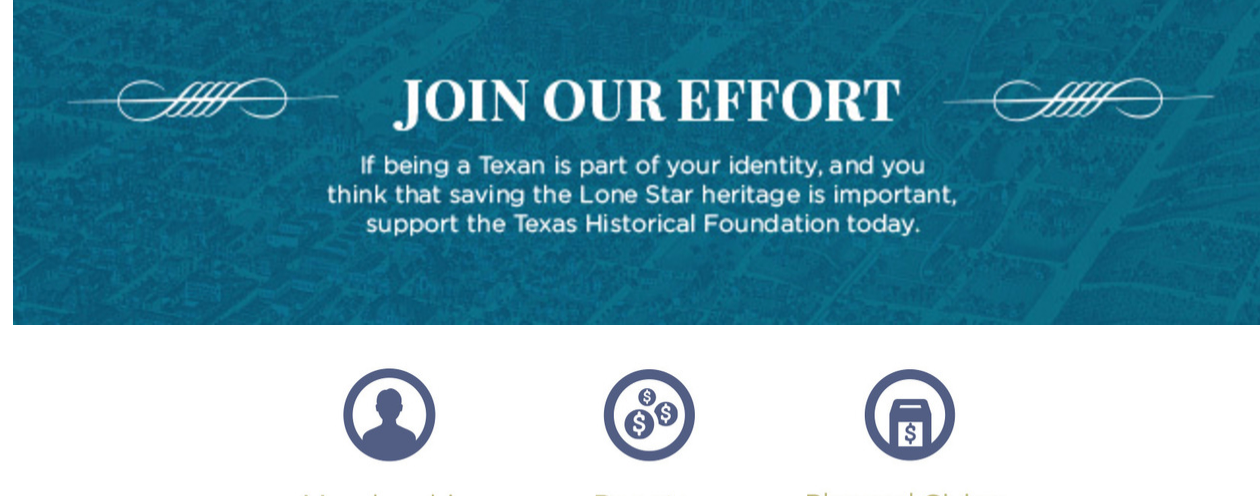 JOIN OUR EFFORT
If being a Texan is part of your identity, and you
think that saving the Lone Star heritage is important,
support the Texas Historical Foundation today.
$ $ $ $